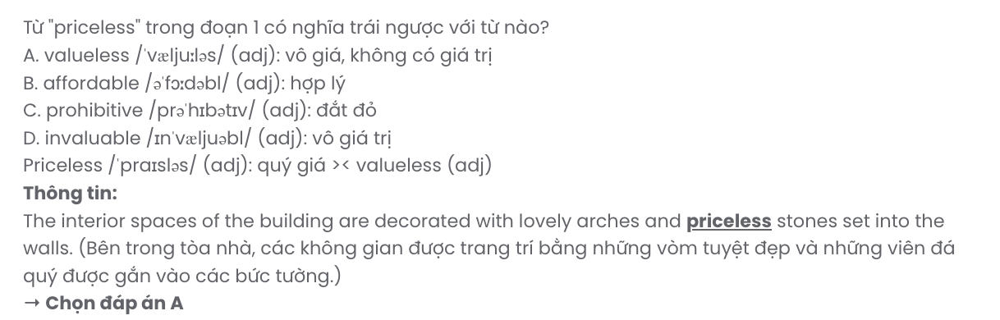 Từ "priceless" trong đoạn 1 có nghĩa trái ngược với từ nào?
A. valueless /ˈvæljuːləs/ (adj): vô giá, không có giá trị
B. affordable /əˈfɔːdəbl/ (adj): hợp lý
C. prohibitive /prəˈhɪbətɪv/ (adj): đắt đỏ
D. invaluable /ɪnˈvæljuəbl/ (adj): vô giá trị
Priceless /ˈpraɪsləs/ (adj): quý giá >< valueless (adj)
Thông tin:
The interior spaces of the building are decorated with lovely arches and priceless stones set into the
walls. (Bên trong tòa nhà, các không gian được trang trí bằng những vòm tuyệt đẹp và những viên đá
quý được gắn vào các bức tường.)
→ Chọn đáp án A